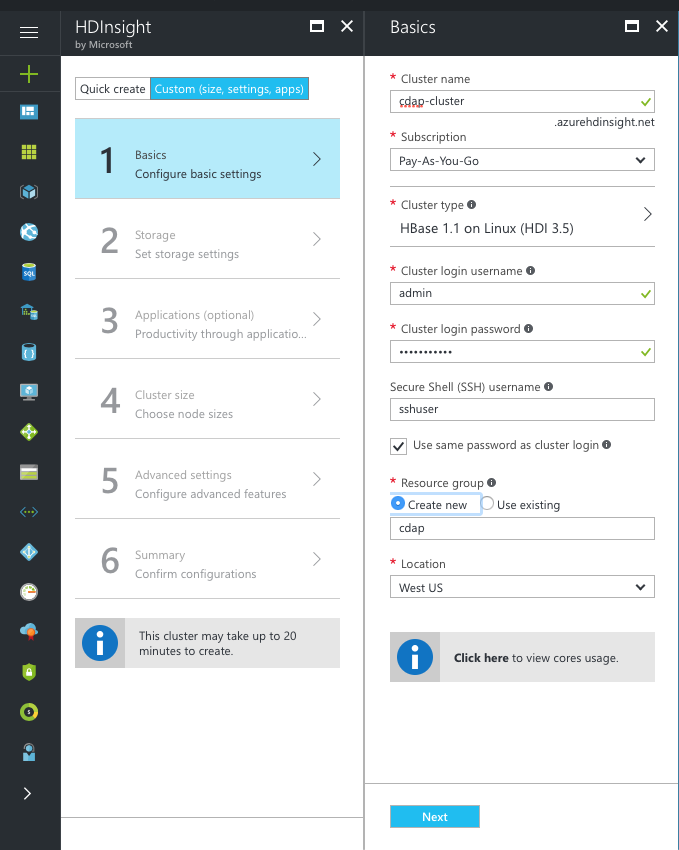 HDInsight
by Microsoft
Quick create
Custom (size, settings, apps)
1
Basics
Configure basic settings
2
Storage
Set storage settings
3
Applications (optional)
Productivity through applicatio...
4
Cluster size
Choose node sizes
5
Advanced settings
Configure advanced features
6
Summary
Confirm configurations
This cluster may take up to 20
minutes to create.
Basics
* Cluster name
cdap-cluster
.azurehdinsight.net
* Subscription
Pay-As-You-Go
* Cluster type
HBase 1.1 on Linux (HDI 3.5)
* Cluster login username
admin
* Cluster login password
•••••••••••
Secure Shell (SSH) username
sshuser
Use same password as cluster login
* Resource group
Create new
Use existing
cdap
* Location
West US
Click here to view cores usage.
Next
SQL